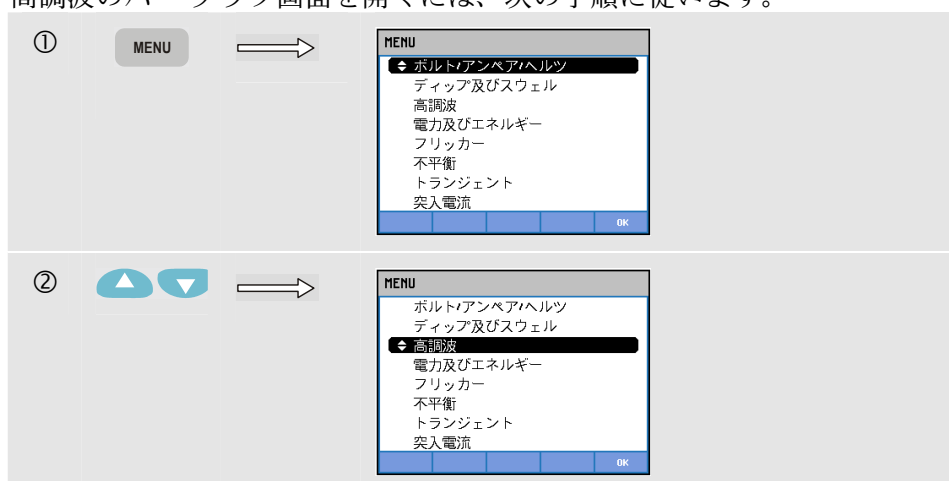 高調波のバーグラフ画面を開くには、次の手順に従います。
① MENU
MENU
ボルト/アンペア/ヘルツ
ディップ及びスウェル
高調波
電力及びエネルギー
フリッカー
不平衡
トランジェント
突入電流
OK
②
MENU
ボルト/アンペア/ヘルツ
ディップ及びスウェル
高調波
電力及びエネルギー
フリッカー
不平衡
トランジェント
突入電流
OK